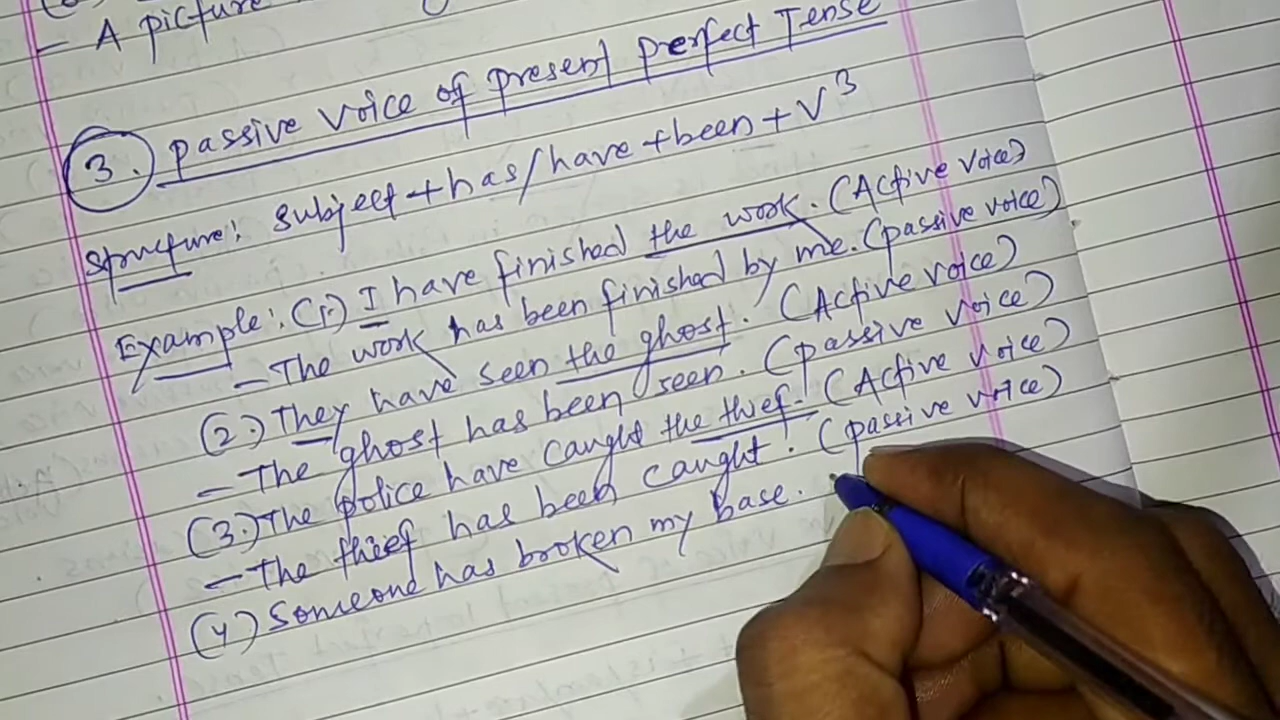 - A picture
3. passive voice of present perfect Tense
Structure: Subject + has/have + been + V3
Example: (1.) I have finished the work. (Active voice)
- The work has been finished by me. (passive voice)
(2.) They have seen the ghost. (Active voice)
- The ghost has been seen. (passive voice)
(3.) The police have caught the thief. (Active voice)
- The thief has been caught. (passive voice)
(4) Someone has broken my base.